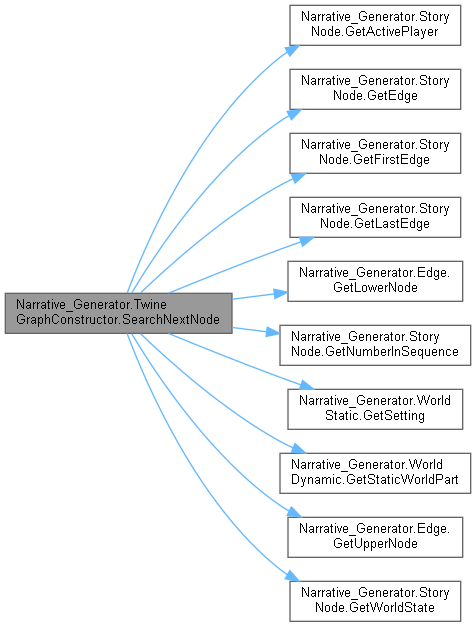 Narrative_Generator.Story
Node.GetActivePlayer
Narrative_Generator.Story
Node.GetEdge
Narrative_Generator.Story
Node.GetFirstEdge
Narrative_Generator.Story
Node.GetLastEdge
Narrative_Generator.Twine
GraphConstructor.SearchNextNode
Narrative_Generator.Edge.
GetLowerNode
Narrative_Generator.Story
Node.GetNumberInSequence
Narrative_Generator.World
Static.GetSetting
Narrative_Generator.World
Dynamic.GetStaticWorldPart
Narrative_Generator.Edge.
GetUpperNode
Narrative_Generator.Story
Node.GetWorldState